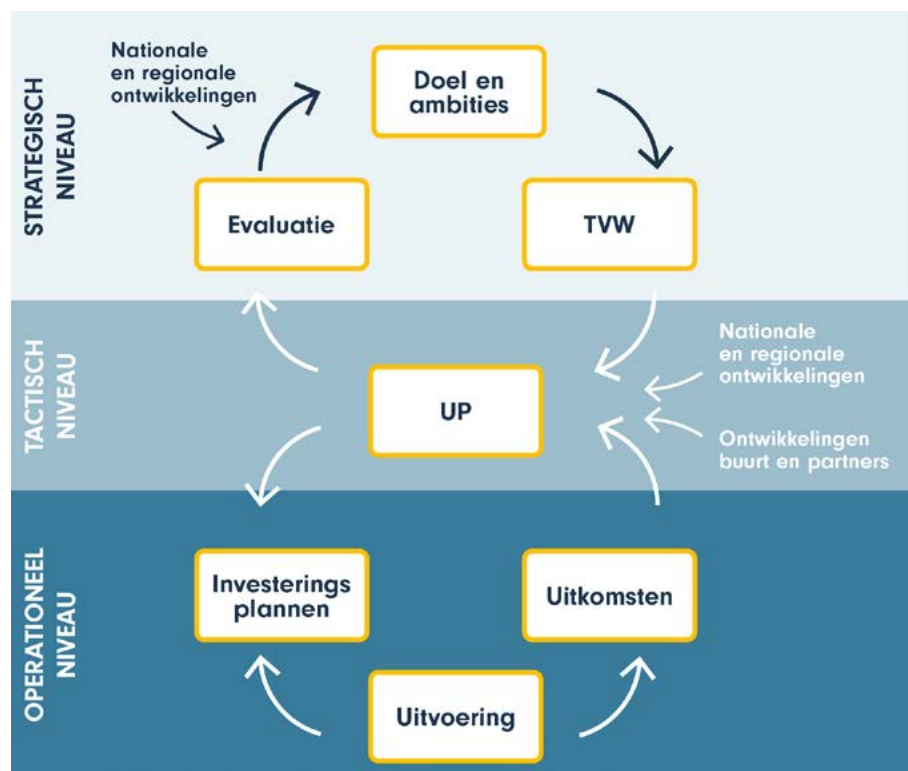 STRATEGISCH
NIVEAU
Nationale
en regionale
ontwikkelingen
Doel en
ambities
Evaluatie
TVW
TACTISCH
NIVEAU
UP
Nationale
en regionale
ontwikkelingen
Ontwikkelingen
buurt en partners
OPERATIONEEL
NIVEAU
Investerings
plannen
Uitkomsten
Uitvoering